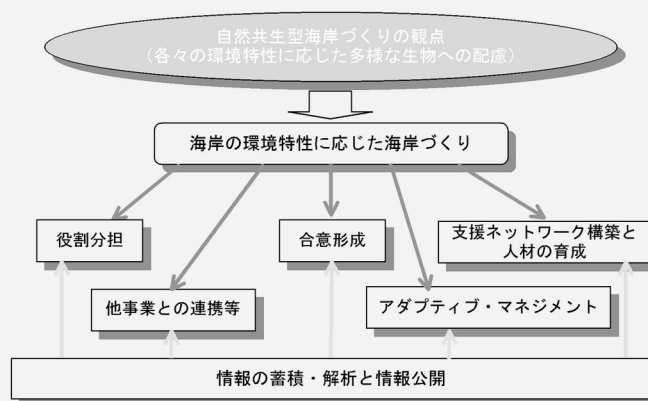 自然共生型海岸づくりの観点
（各々の環境特性に応じた多様な生物への配慮）
海岸の環境特性に応じた海岸づくり
役割分担
合意形成
支援ネットワーク構築と
人材の育成
他事業との連携等
アダプティブ・マネジメント
情報の蓄積・解析と情報公開